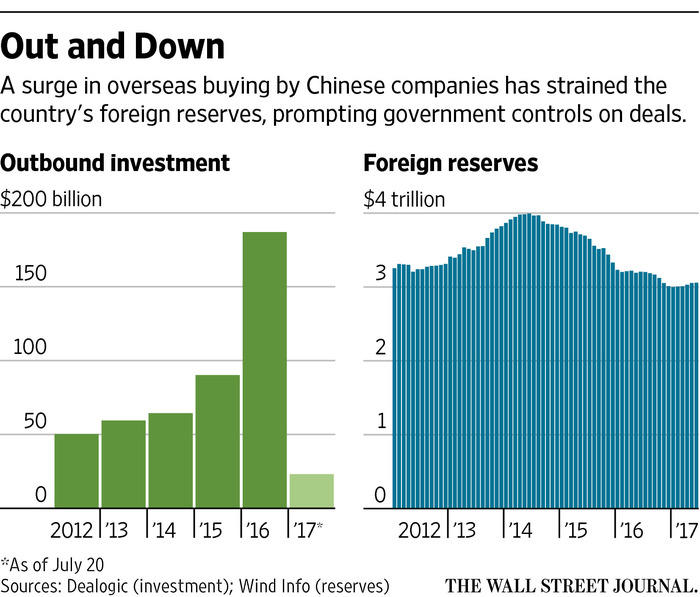 Out and Down
A surge in overseas buying by Chinese companies has strained the
country's foreign reserves, prompting government controls on deals.
Outbound investment
$200 billion
150
100
50
0
2012 '13 '14 '15 '16 '17*
Foreign reserves
$4 trillion
3
2
1
0
2012 '13 '14 '15 '16 '17
*As of July 20
Sources: Dealogic (investment); Wind Info (reserves)
THE WALL STREET JOURNAL.